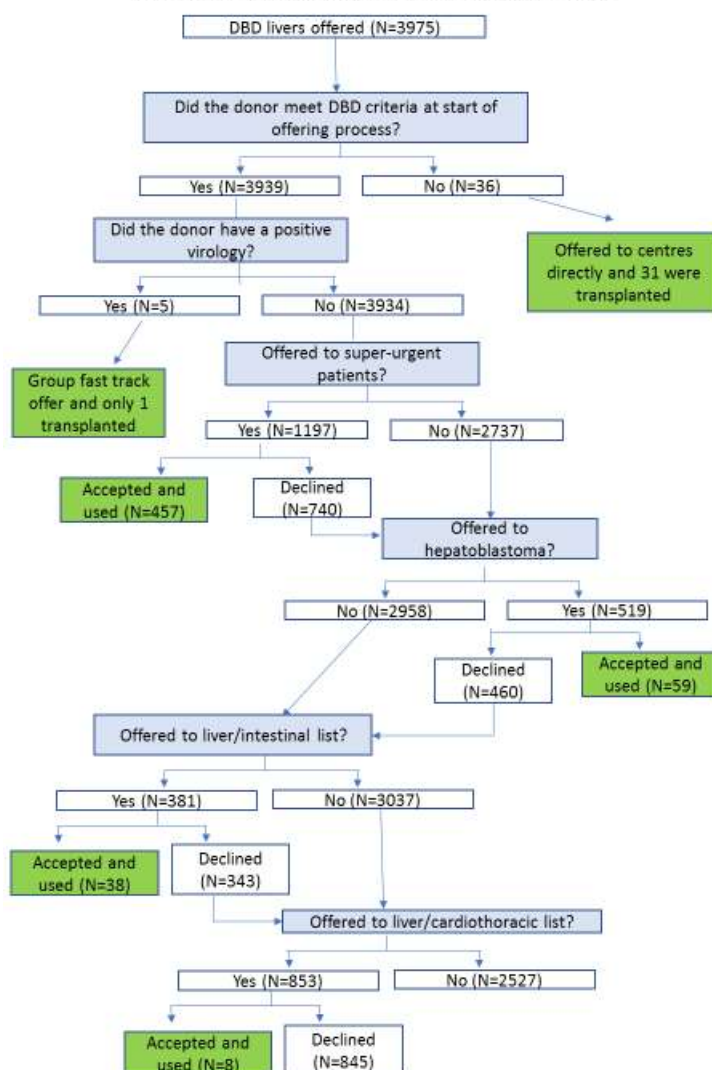 DBD livers offered (N=3975)
Did the donor meet DBD criteria at start of
offering process?
Yes (N=3939)
No (N=36)
Did the donor have a positive
virology?
Offered to centres
directly and 31 were
transplanted
Yes (N=5)
No (N=3934)
Offered to super-urgent
patients?
Group fast track
offer and only 1
transplanted
Yes (N=1197)
No (N=2737)
Accepted and
used (N=457)
Declined
(N=740)
Offered to
hepatoblastoma?
No (N=2958)
Yes (N=519)
Declined
(N=460)
Accepted and
used (N=59)
Offered to liver/intestinal list?
Yes (N=381)
No (N=3037)
Accepted and
used (N=38)
Declined
(N=343)
Offered to liver/cardiothoracic list?
Yes (N=853)
No (N=2527)
Accepted and
used (N=8)
Declined
(N=845)